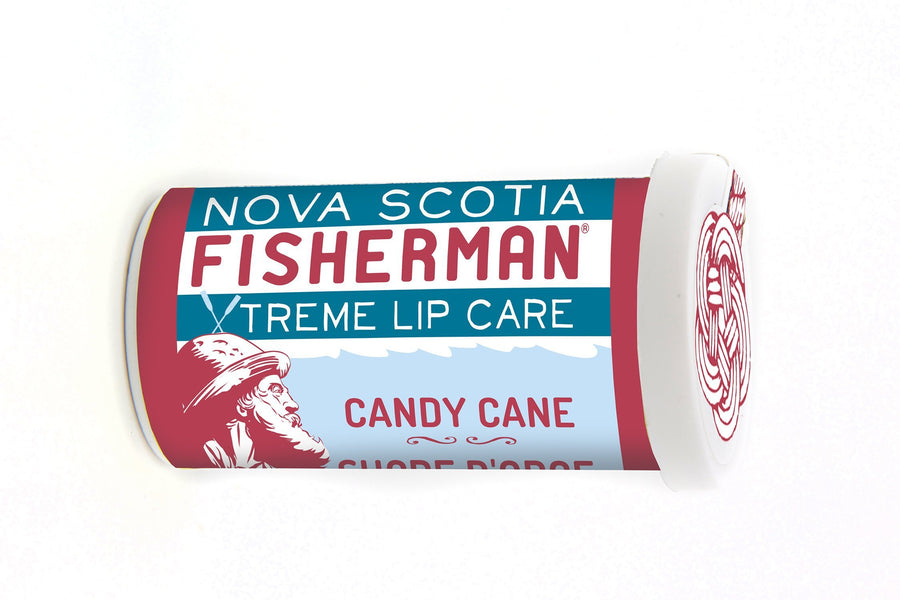 NOVA SCOTIA
FISHERMAN®
XTREME LIP CARE
CANDY CANE